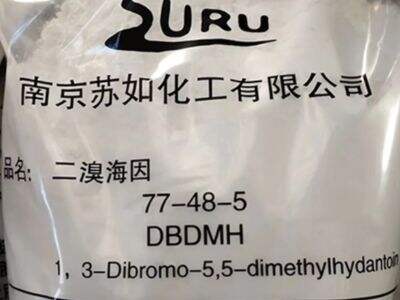 SURU
南京苏如化工有限公司
品名: 二溴海因
77-48-5
DBDMH
1, 3-Dibromo-5,5-dimethylhydantoin